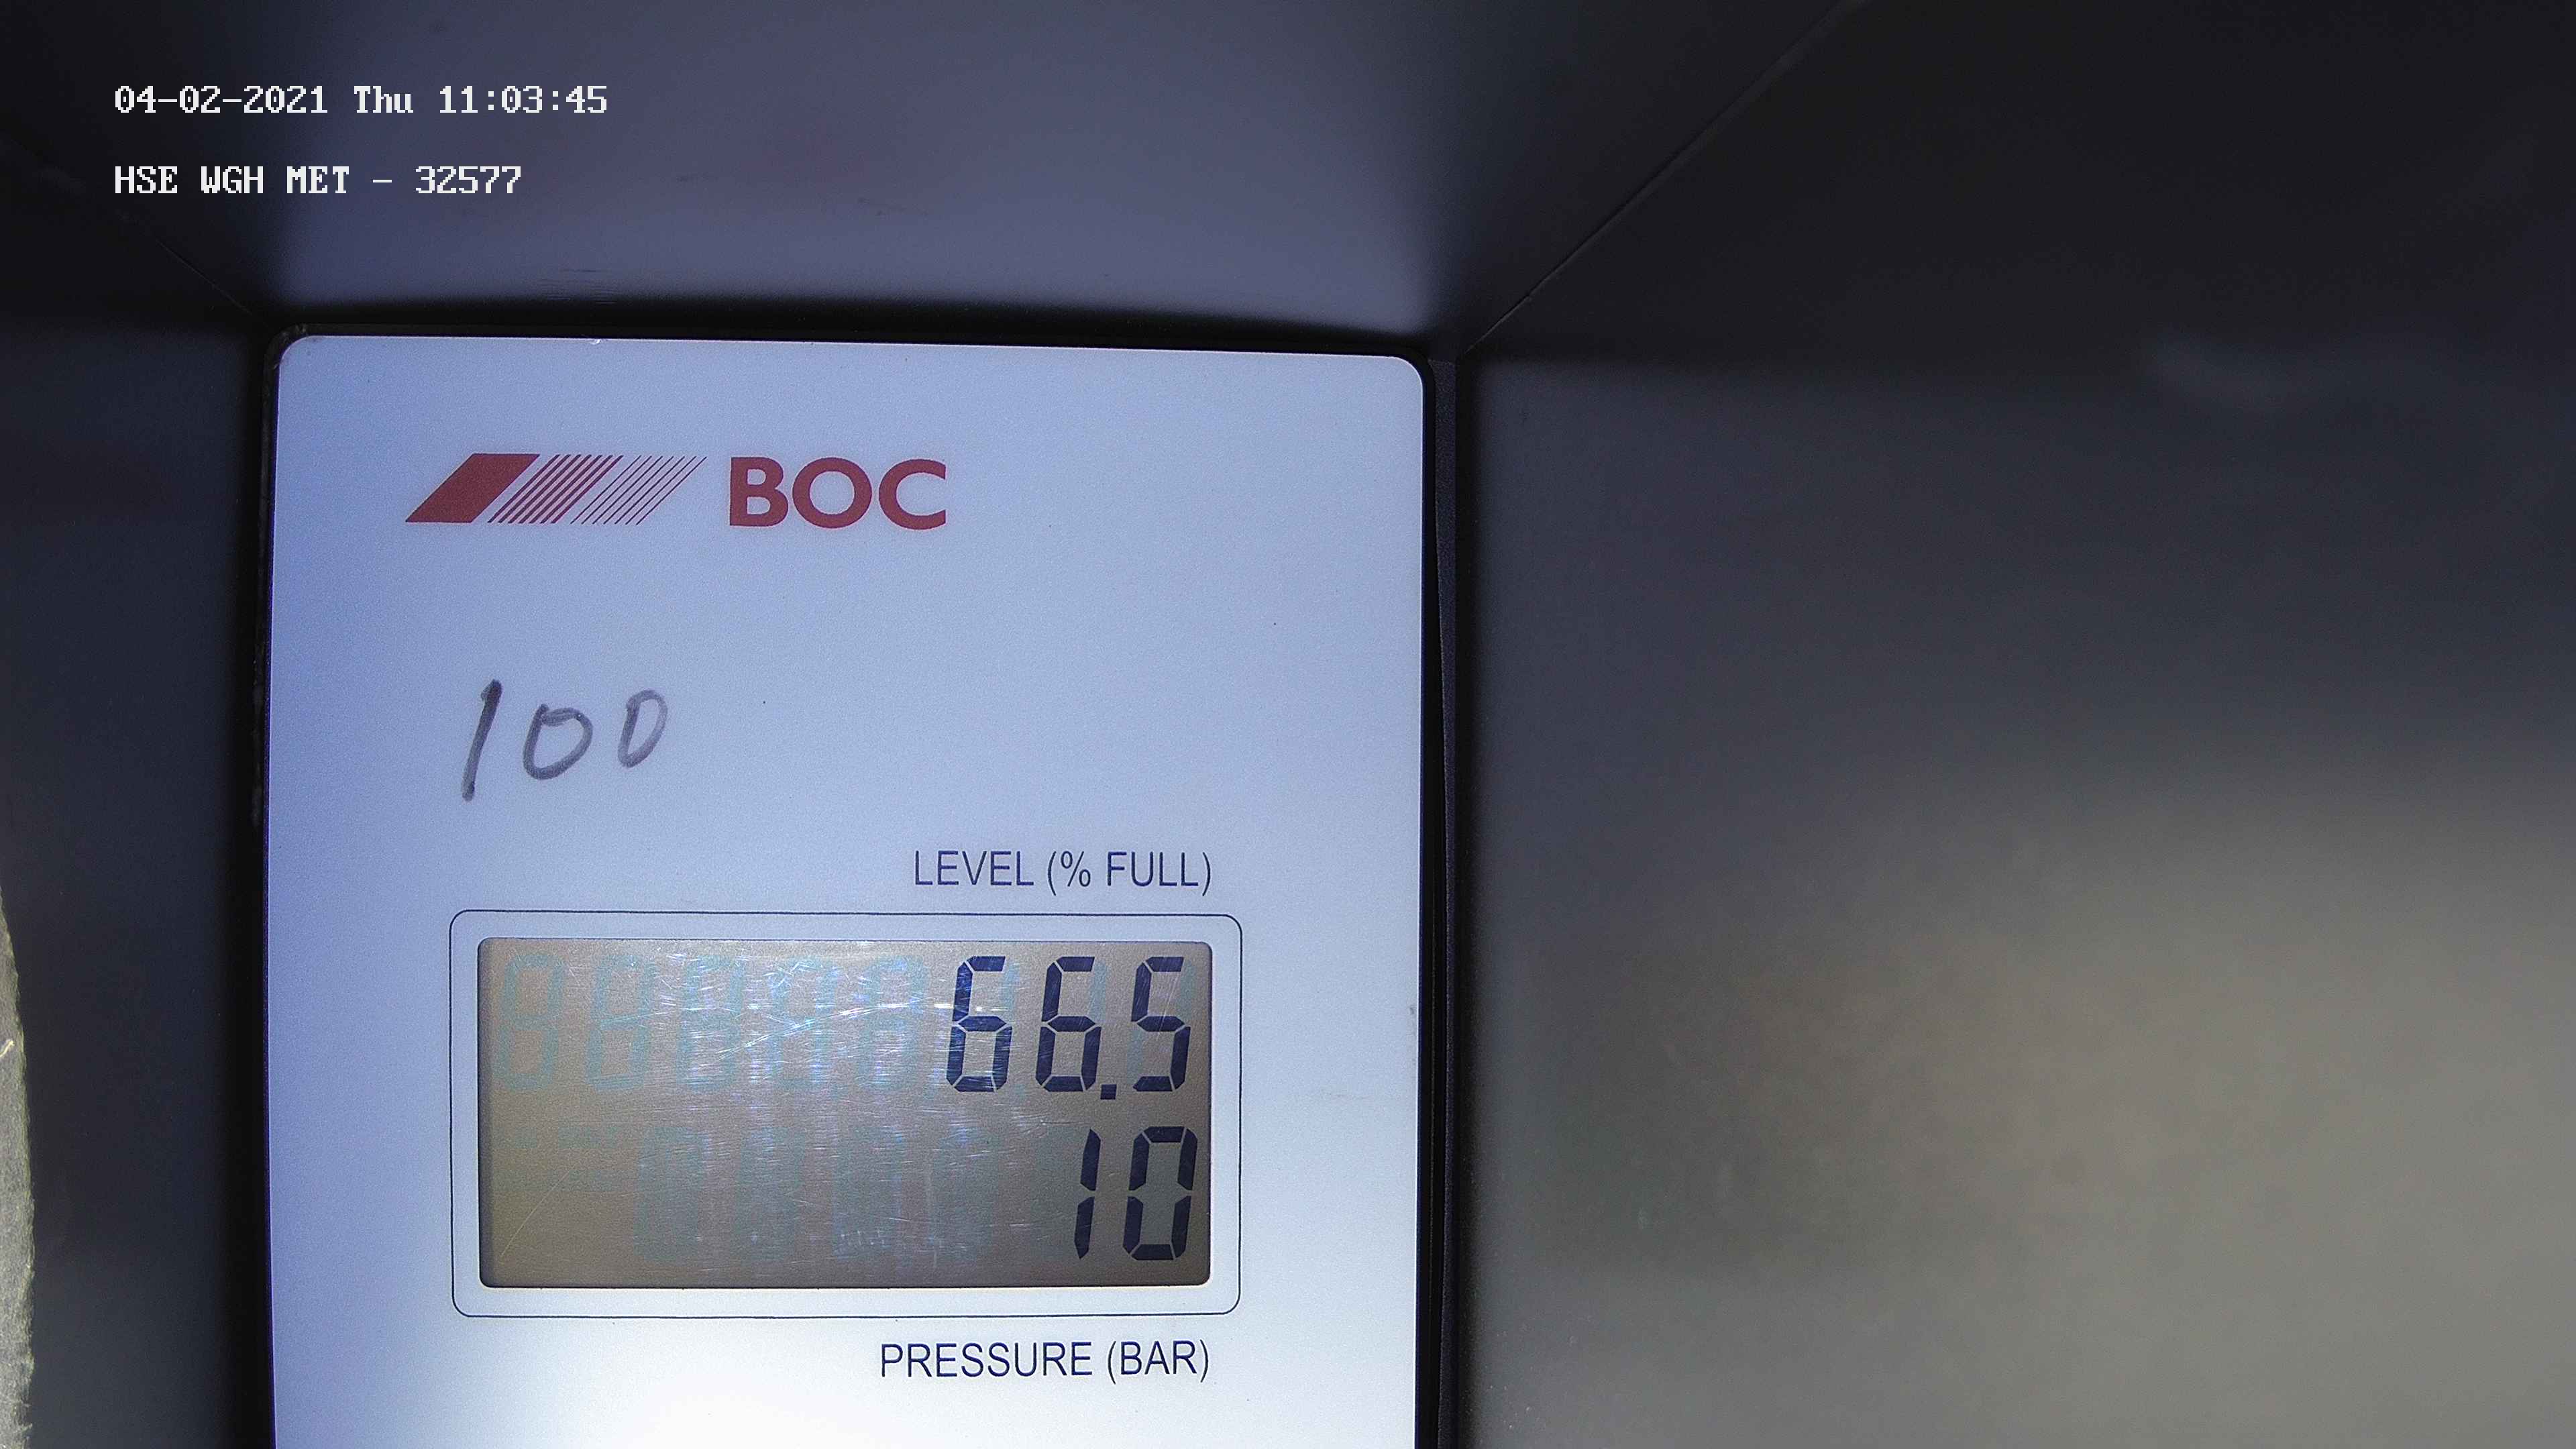 04-02-2021 Thu 11:03:45
HSE WGH MET - 32577
BOC
100
LEVEL (% FULL)
66.5
10
PRESSURE (BAR)